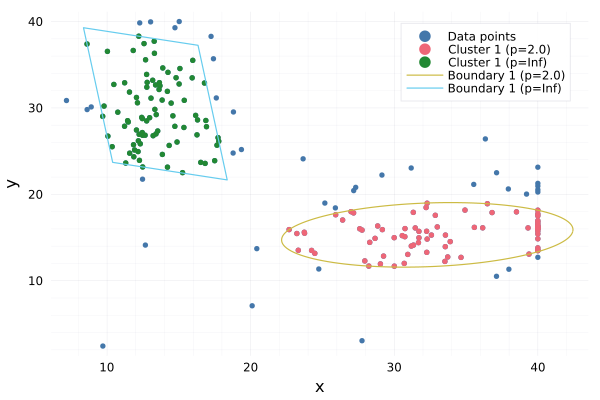 40
30
20
10
y
10
20
30
40
x
Data points
Cluster 1 (p=2.0)
Cluster 1 (p=Inf)
Boundary 1 (p=2.0)
Boundary 1 (p=Inf)